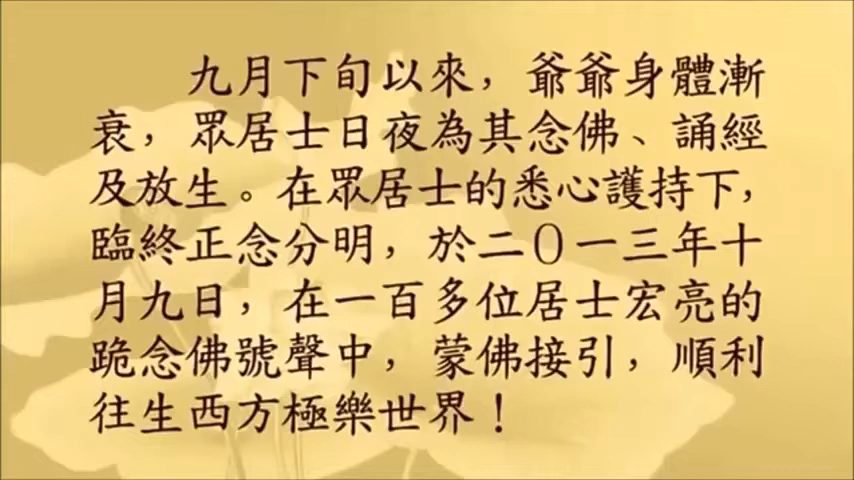 九月下旬以來，爺爺身體漸
衰，眾居士日夜為其念佛、誦經
及放生。在眾居士的悉心護持下，
臨終正念分明，於二〇一三年十
月九日，在一百多位居士宏亮的
跪念佛號聲中，蒙佛接引，順利
往生西方極樂世界！